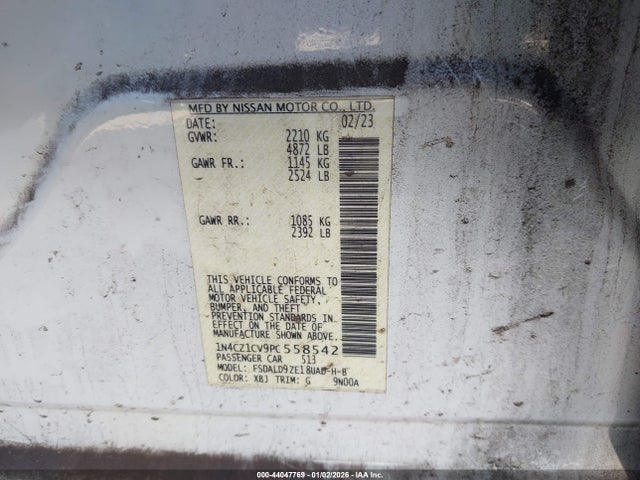 MFD BY NISSAN MOTOR CO., LTD.
DATE: 02/23
GVWR: 2210 KG
4872 LB
GAWR FR.: 1145 KG
2524 LB
GAWR RR.: 1085 KG
2392 LB
THIS VEHICLE CONFORMS TO
ALL APPLICABLE FEDERAL
MOTOR VEHICLE SAFETY,
BUMPER, AND THEFT
PREVENTION STANDARDS IN
EFFECT ON THE DATE OF
MANUFACTURE SHOWN ABOVE.
1N4CZ1CV9PC558542
PASSENGER CAR 513
MODEL: FSDALD9ZE18UAD-H-B
COLOR: XBJ TRIM: G 9N00A
000-44047769 - 01/02/2026 - IAA Inc.